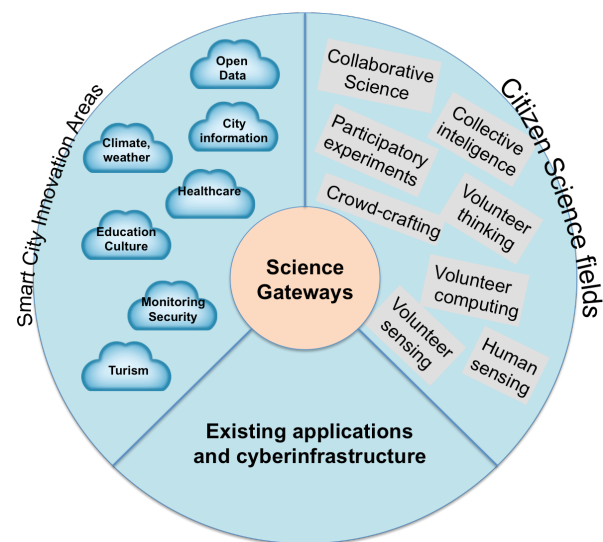 Smart City Innovation Areas
Open
Data
City
information
Climate,
weather
Healthcare
Education
Culture
Monitoring
Security
Turism
Citizen Science fields
Collaborative
Science
Collective
inteligence
Participatory
experiments
Volunteer
thinking
Crowd-crafting
Volunteer
computing
Volunteer
sensing
Human
sensing
Science
Gateways
Existing applications
and cyberinfrastructure